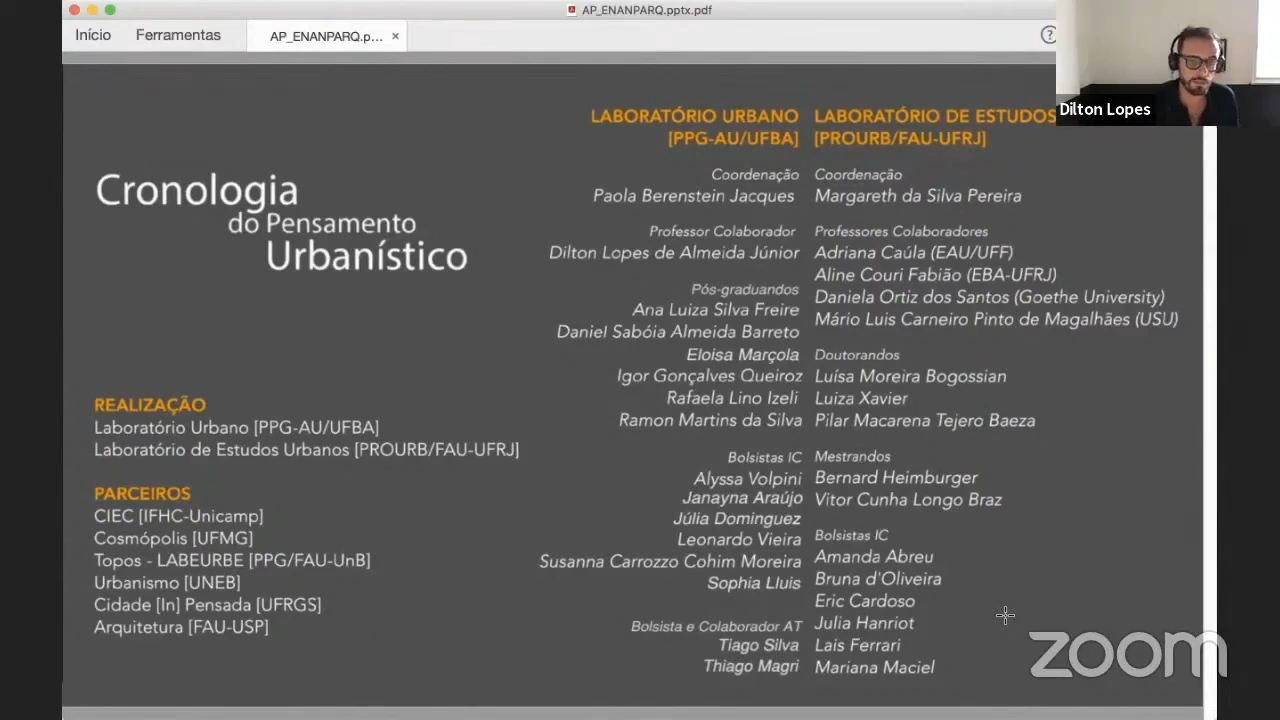 AP_ENANPARQ.pptx.pdf
Início
Ferramentas
AP_ENANPARQ.p... ×
?
Dilton Lopes
Cronologia
do Pensamento
Urbanístico
REALIZAÇÃO
Laboratório Urbano [PPG-AU/UFBA]
Laboratório de Estudos Urbanos [PROURB/FAU-UFRJ]
PARCEIROS
CIEC [IFHC-Unicamp]
Cosmópolis [UFMG]
Topos - LABEURBE [PPG/FAU-UnB]
Urbanismo [UNEB]
Cidade [In] Pensada [UFRGS]
Arquitetura [FAU-USP]
LABORATÓRIO URBANO
[PPG-AU/UFBA]
Coordenação
Paola Berenstein Jacques
Professor Colaborador
Dilton Lopes de Almeida Júnior
Pós-graduandos
Ana Luiza Silva Freire
Daniel Sabóia Almeida Barreto
Eloisa Marçola
Igor Gonçalves Queiroz
Rafaela Lino Izeli
Ramon Martins da Silva
Bolsistas IC
Alyssa Volpini
Janayna Araújo
Júlia Dominguez
Leonardo Vieira
Susanna Carrozzo Cohim Moreira
Sophia Lluis
Bolsista e Colaborador AT
Tiago Silva
Thiago Magri
LABORATÓRIO DE ESTUDOS
[PROURB/FAU-UFRJ]
Coordenação
Margareth da Silva Pereira
Professores Colaboradores
Adriana Caúla (EAU/UFF)
Aline Couri Fabião (EBA-UFRJ)
Daniela Ortiz dos Santos (Goethe University)
Mário Luis Carneiro Pinto de Magalhães (USU)
Doutorandos
Luísa Moreira Bogossian
Luiza Xavier
Pilar Macarena Tejero Baeza
Mestrandos
Bernard Heimburger
Vitor Cunha Longo Braz
Bolsistas IC
Amanda Abreu
Bruna d'Oliveira
Eric Cardoso
Julia Hanriot
Lais Ferrari
Mariana Maciel
zoom